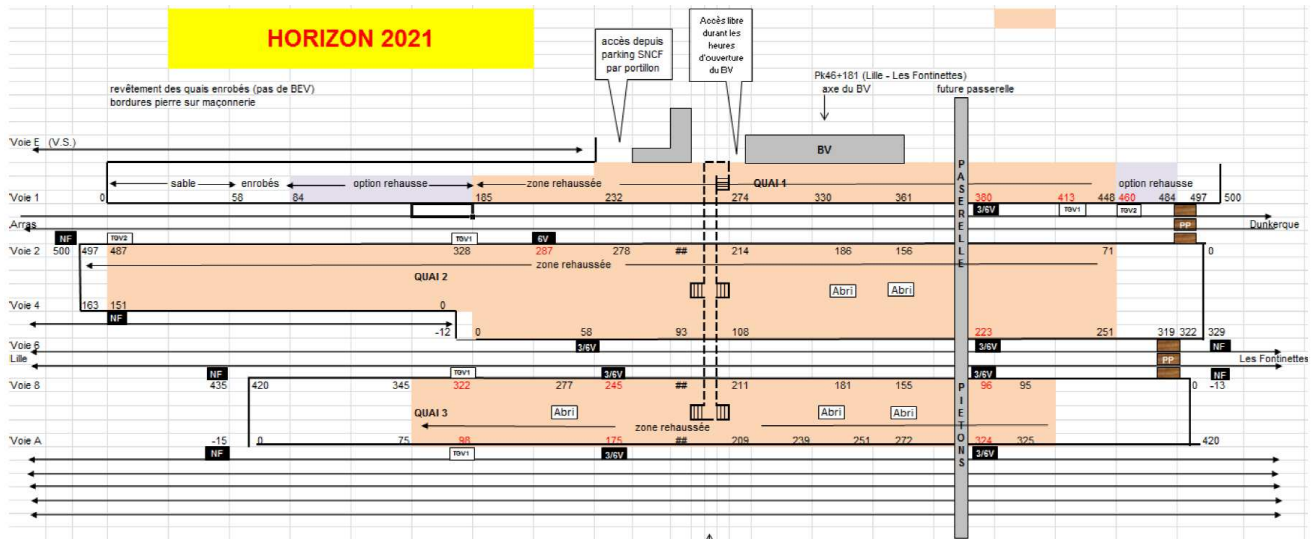 HORIZON 2021
accès depuis
parking SNCF
par portillon
Accès libre
durant les
heures
d'ouverture
du BV
revêtement des quais enrobés (pas de BEV)
bordures pierre sur maçonnerie
Pk46+181 (Lille - Les Fontinettes)
axe du BV
future passerelle
Voie E (V.S.)
BV
PASERELLE
sable enrobés option rehausse zone rehaussée QUAI 1 option rehausse
Voie 1 0 58 84 185 232 274 330 361 380 413 448 460 484 497 500
3/6V TGV1 TGV2
Arras PP Dunkerque
NF TGV2 TGV1 6V
Voie 2 500 497 487 328 287 278 ## 214 186 156 71 0
zone rehaussée
QUAI 2
Abri Abri
Voie 4 163 151 0
NF
-12 0 58 93 108 223 251 319 322 329
Voie 6 3/6V 3/6V NF
Lille PP Les Fontinettes
NF TGV1 3/6V 3/6V NF
Voie 8 435 420 345 322 277 245 ## 211 181 155 96 95 0 -13
PIETONS
QUAI 3 Abri Abri Abri
zone rehaussée
Voie A -15 0 75 98 175 ## 209 239 251 272 324 325 420
NF TGV1 3/6V 3/6V